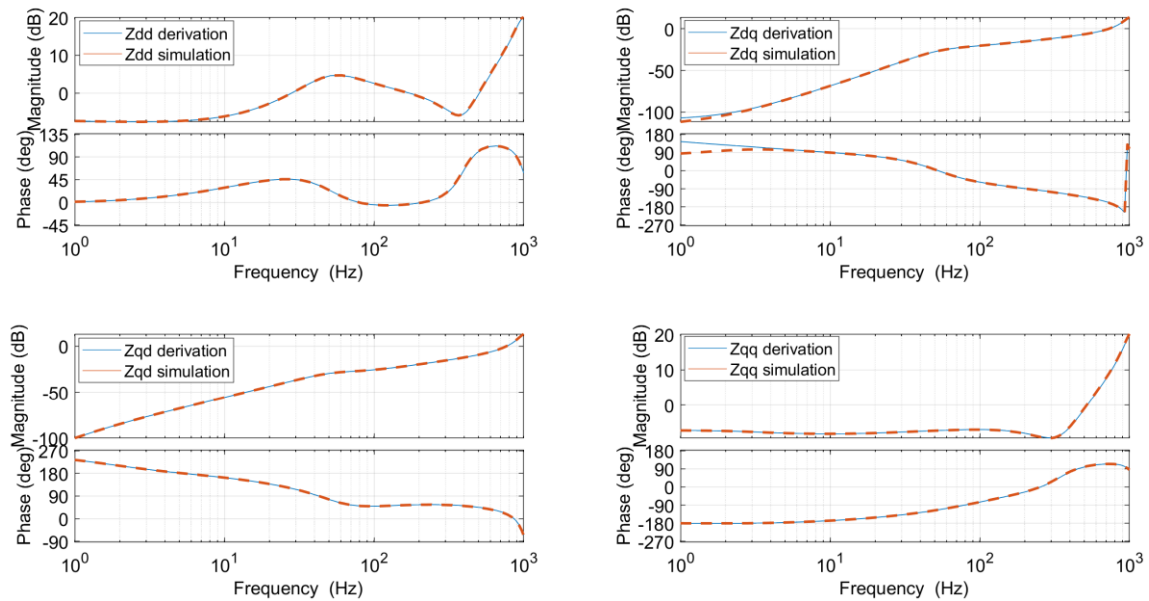 Magnitude (dB)
20
0
Zdd derivation
Zdd simulation
Phase (deg)
135
90
45
0
-45
10^0 10^1 10^2 10^3
Frequency (Hz)
Magnitude (dB)
0
-50
-100
Zdq derivation
Zdq simulation
Phase (deg)
180
90
0
-90
-180
-270
10^0 10^1 10^2 10^3
Frequency (Hz)
Magnitude (dB)
0
-50
-100
Zqd derivation
Zqd simulation
Phase (deg)
270
180
90
0
-90
10^0 10^1 10^2 10^3
Frequency (Hz)
Magnitude (dB)
20
0
Zqq derivation
Zqq simulation
Phase (deg)
180
90
0
-90
-180
-270
10^0 10^1 10^2 10^3
Frequency (Hz)